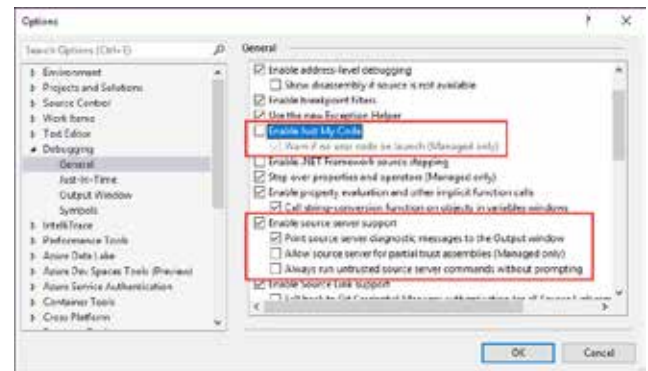 Options
?
×
Search Options (Ctrl+E)
Environment
Projects and Solutions
Source Control
Work Items
Text Editor
Debugging
General
Just-In-Time
Output Window
Symbols
IntelliTrace
Performance Tools
Azure Data Lake
Azure Dev Spaces Tools (Preview)
Azure Service Authentication
Container Tools
Cross Platform
General
Enable address-level debugging
Show disassembly if source is not available
Enable breakpoint filters
Use the new Exception Helper
Enable Just My Code
Warn if no user code on launch (Managed only)
Enable .NET Framework source stepping
Step over properties and operators (Managed only)
Enable property evaluation and other implicit function calls
Call string-conversion function on objects in variables windows
Enable source server support
Print source server diagnostic messages to the Output window
Allow source server for partial trust assemblies (Managed only)
Always run untrusted source server commands without prompting
Enable Source Link support
OK
Cancel